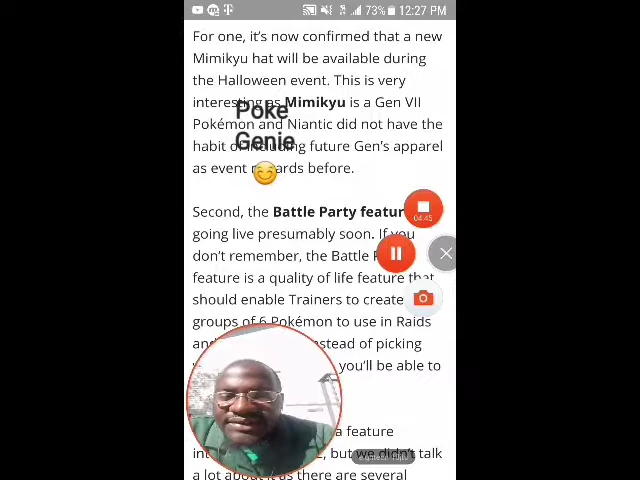 73% 12:27 PM
For one, it's now confirmed that a new
Mimikyu hat will be available during
the Halloween event. This is very
interesting as Mimikyu is a Gen VII
Poke
Pokémon and Niantic did not have the
Genie
habit of including future Gen's apparel
as event rewards before.
Second, the Battle Party featur
04:45
going live presumably soon. If you
don't remember, the Battle
feature is a quality of life feature that
should enable Trainers to create
groups of 6 Pokémon to use in Raids
and instead of picking
you'll be able to
a feature
but we didn't talk
a lot about it as there are several